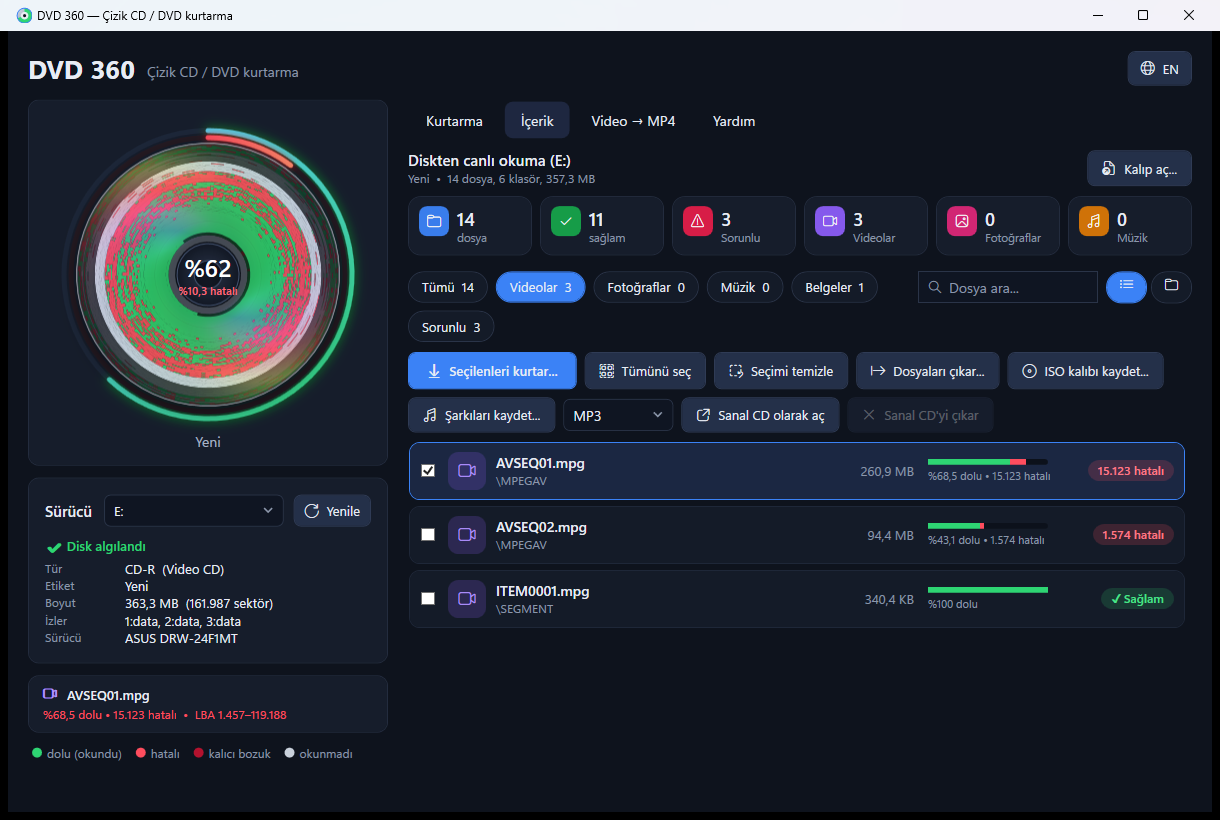 DVD 360 — Çizik CD / DVD kurtarma
DVD 360 Çizik CD / DVD kurtarma
EN
%62
%10,3 hatalı
Yeni
Sürücü E: Yenile
Disk algılandı
Tür CD-R (Video CD)
Etiket Yeni
Boyut 363,3 MB (161.987 sektör)
İzler 1:data, 2:data, 3:data
Sürücü ASUS DRW-24F1MT
AVSEQ01.mpg
%68,5 dolu • 15.123 hatalı • LBA 1.457–119.188
dolu (okundu) hatalı kalıcı bozuk okunmadı
Kurtarma İçerik Video → MP4 Yardım
Diskten canlı okuma (E:)
Yeni • 14 dosya, 6 klasör, 357,3 MB
Kalıp aç...
14 dosya
11 sağlam
3 Sorunlu
3 Videolar
0 Fotoğraflar
0 Müzik
Tümü 14 Videolar 3 Fotoğraflar 0 Müzik 0 Belgeler 1 Dosya ara...
Sorunlu 3
Seçilenleri kurtar... Tümünü seç Seçimi temizle Dosyaları çıkar... ISO kalıbı kaydet...
Şarkıları kaydet... MP3 Sanal CD olarak aç Sanal CD'yi çıkar
AVSEQ01.mpg
\MPEGAV
260,9 MB
%68,5 dolu • 15.123 hatalı
15.123 hatalı
AVSEQ02.mpg
\MPEGAV
94,4 MB
%43,1 dolu • 1.574 hatalı
1.574 hatalı
ITEM0001.mpg
\SEGMENT
340,4 KB
%100 dolu
✓ Sağlam